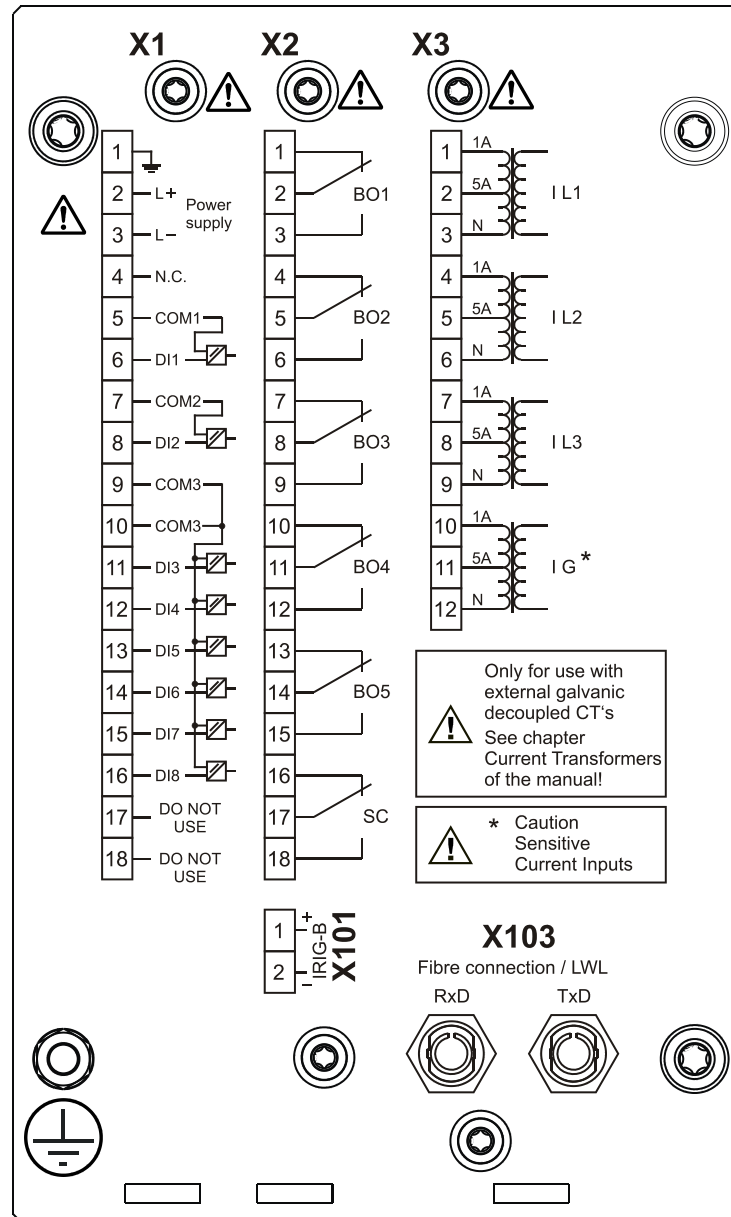 X1 X2 X3
1
2 L+
3 L−
Power
supply
4 N.C.
5 COM1
6 DI1
7 COM2
8 DI2
9 COM3
10 COM3
11 DI3
12 DI4
13 DI5
14 DI6
15 DI7
16 DI8
17 DO NOT
USE
18 DO NOT
USE
1
2 BO1
3
4
5 BO2
6
7
8 BO3
9
10
11 BO4
12
13
14 BO5
15
16
17 SC
18
1 1A
2 5A I L1
3 N
4 1A
5 5A I L2
6 N
7 1A
8 5A I L3
9 N
10 1A
11 5A I G*
12 N
Only for use with
external galvanic
decoupled CT‘s
See chapter
Current Transformers
of the manual!
* Caution
Sensitive
Current Inputs
1 +
2 −
IRIG-B
X101
X103
Fibre connection / LWL
RxD TxD